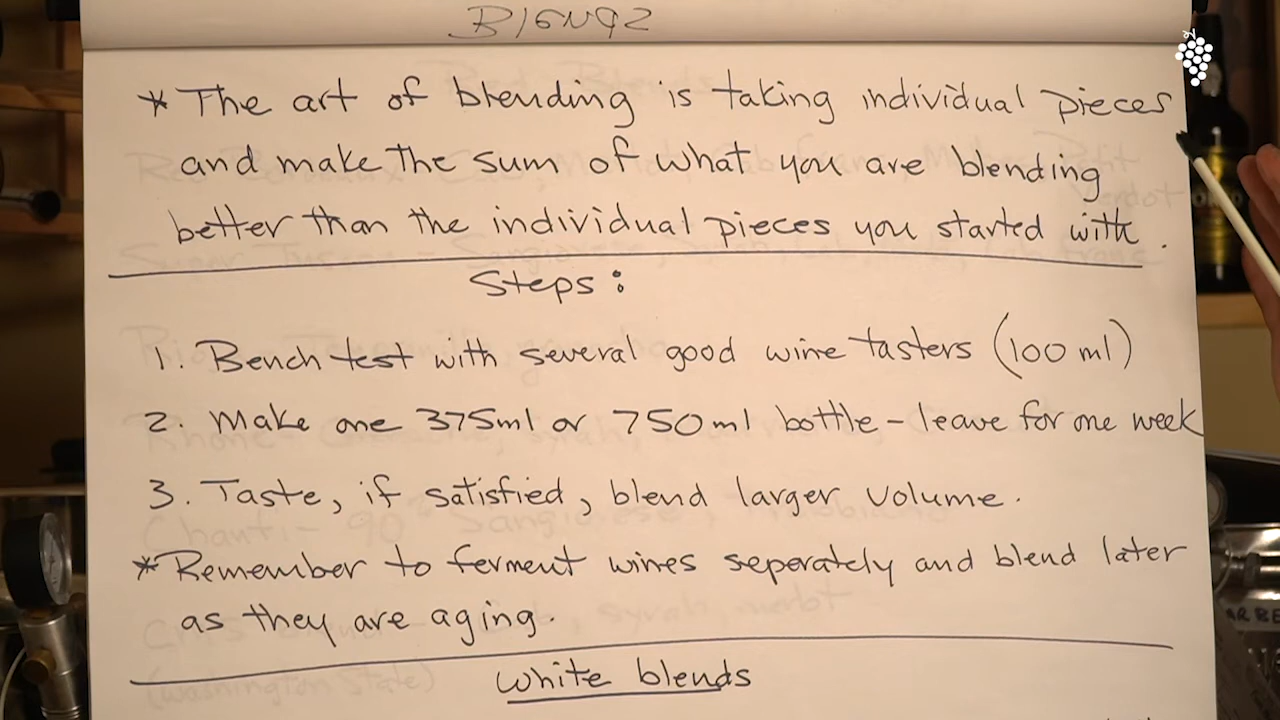 * The art of blending is taking individual pieces
and make the sum of what you are blending
better than the individual pieces you started with.
Steps:
1. Bench test with several good wine tasters (100 ml)
2. Make one 375ml or 750ml bottle - leave for one week
3. Taste, if satisfied, blend larger volume.
* Remember to ferment wines seperately and blend later
as they are aging.
White blends